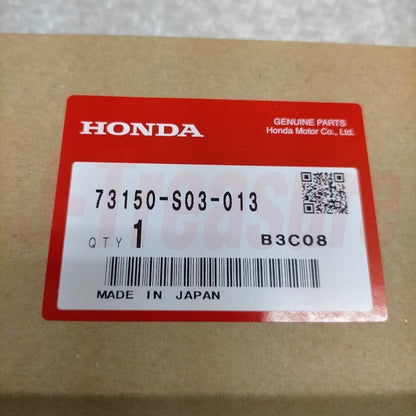 HONDA
GENUINE PARTS
Honda Motor Co., Ltd.
73150-S03-013
QTY 1
B3C08
MADE IN JAPAN